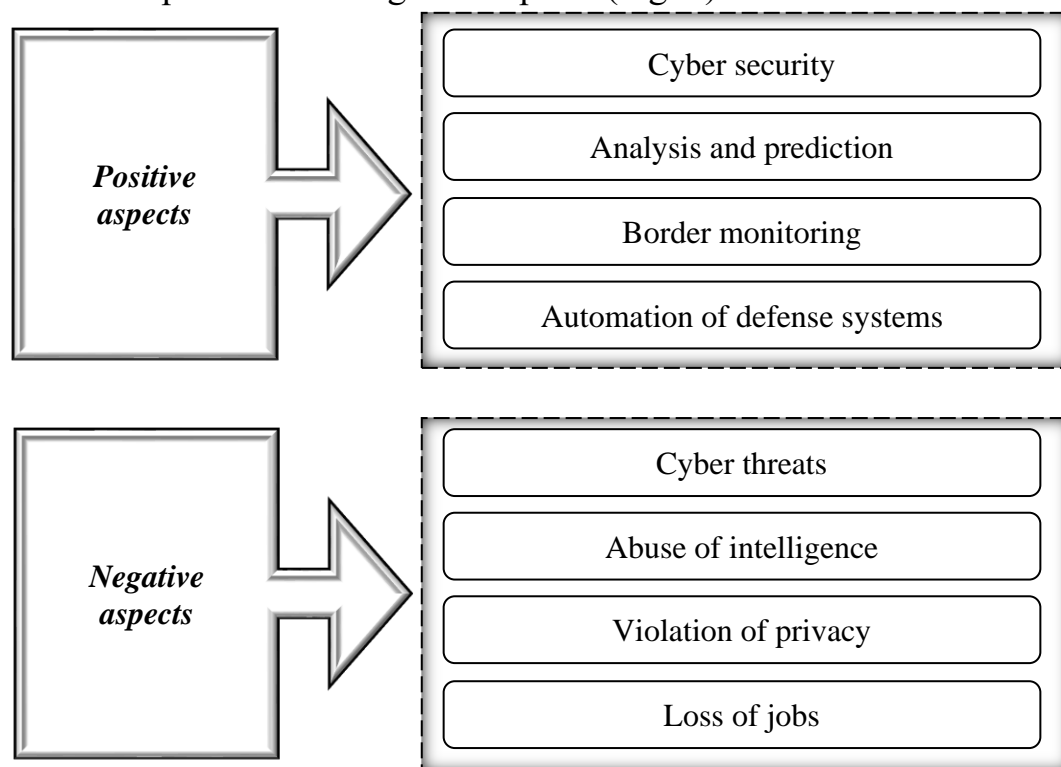 Positive
aspects
Cyber security
Analysis and prediction
Border monitoring
Automation of defense systems
Negative
aspects
Cyber threats
Abuse of intelligence
Violation of privacy
Loss of jobs